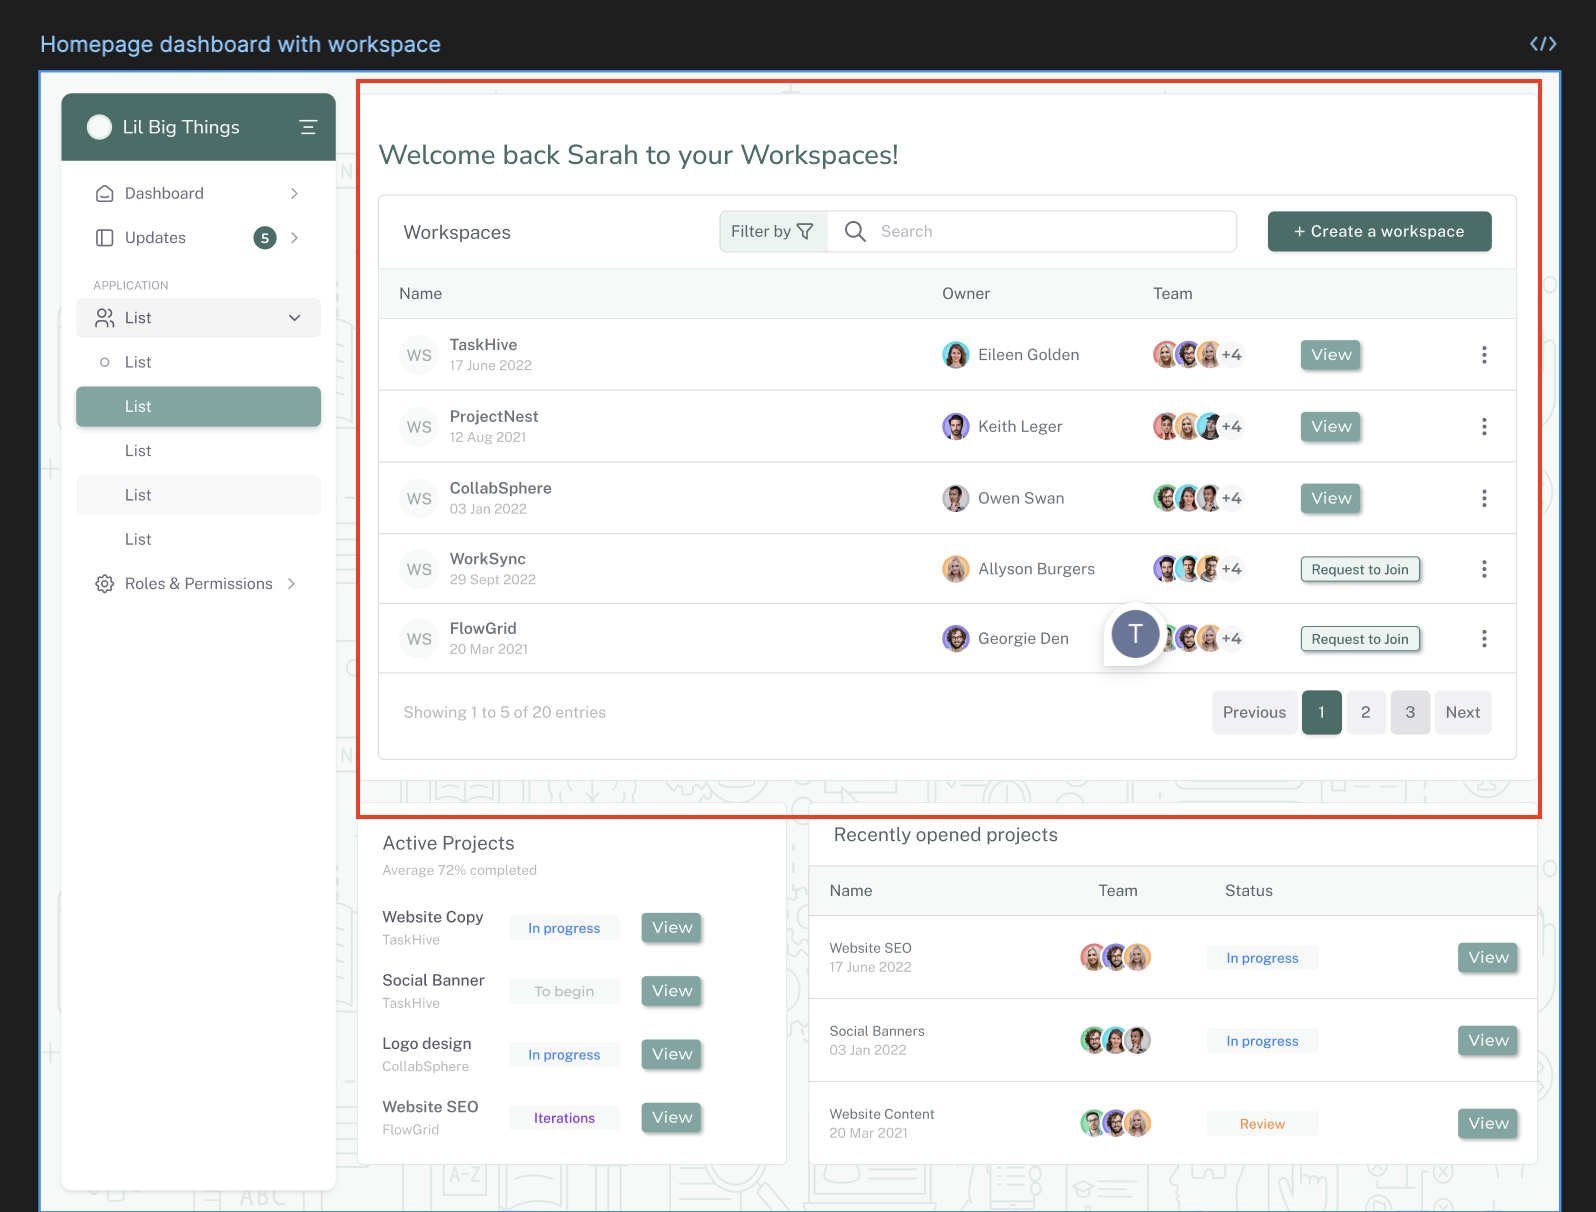 Homepage dashboard with workspace
</>
Lil Big Things
Dashboard
Updates
5
APPLICATION
List
List
List
List
List
List
Roles & Permissions
Welcome back Sarah to your Workspaces!
Workspaces
Filter by
Search
+ Create a workspace
Name Owner Team
WS TaskHive Eileen Golden +4 View
17 June 2022
WS ProjectNest Keith Leger +4 View
12 Aug 2021
WS CollabSphere Owen Swan +4 View
03 Jan 2022
WS WorkSync Allyson Burgers +4 Request to Join
29 Sept 2022
WS FlowGrid Georgie Den T +4 Request to Join
20 Mar 2021
Showing 1 to 5 of 20 entries
Previous 1 2 3 Next
Active Projects
Average 72% completed
Website Copy In progress View
TaskHive
Social Banner To begin View
TaskHive
Logo design In progress View
CollabSphere
Website SEO Iterations View
FlowGrid
Recently opened projects
Name Team Status
Website SEO In progress View
17 June 2022
Social Banners In progress View
03 Jan 2022
Website Content Review View
20 Mar 2021
A-Z
ABC